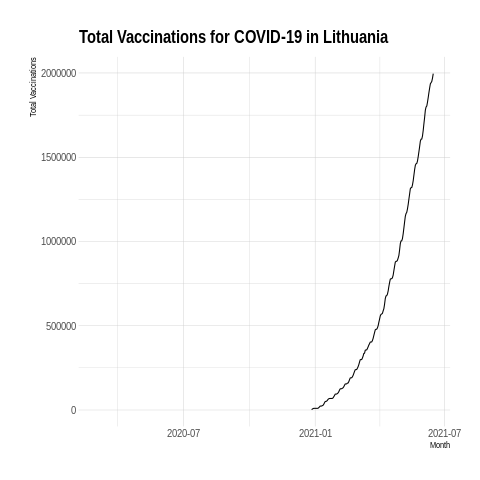 Total Vaccinations for COVID-19 in Lithuania
Total Vaccinations
2000000
1500000
1000000
500000
0
2020-07
2021-01
2021-07
Month